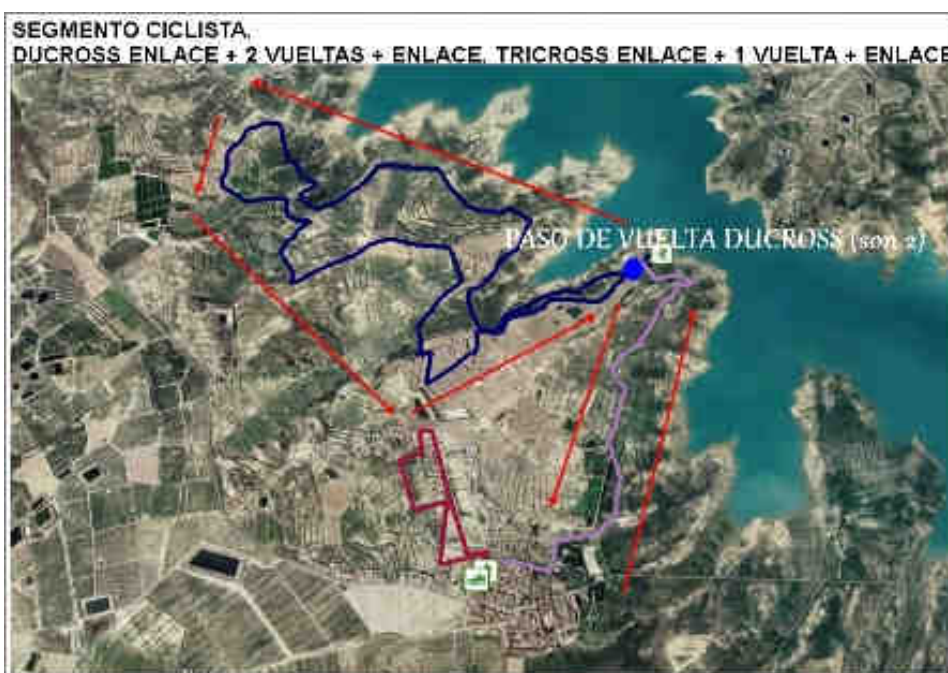 SEGMENTO CICLISTA,
DUCROSS ENLACE + 2 VUELTAS + ENLACE, TRICROSS ENLACE + 1 VUELTA + ENLACE
PASO DE VUELTA DUCROSS (son 2)